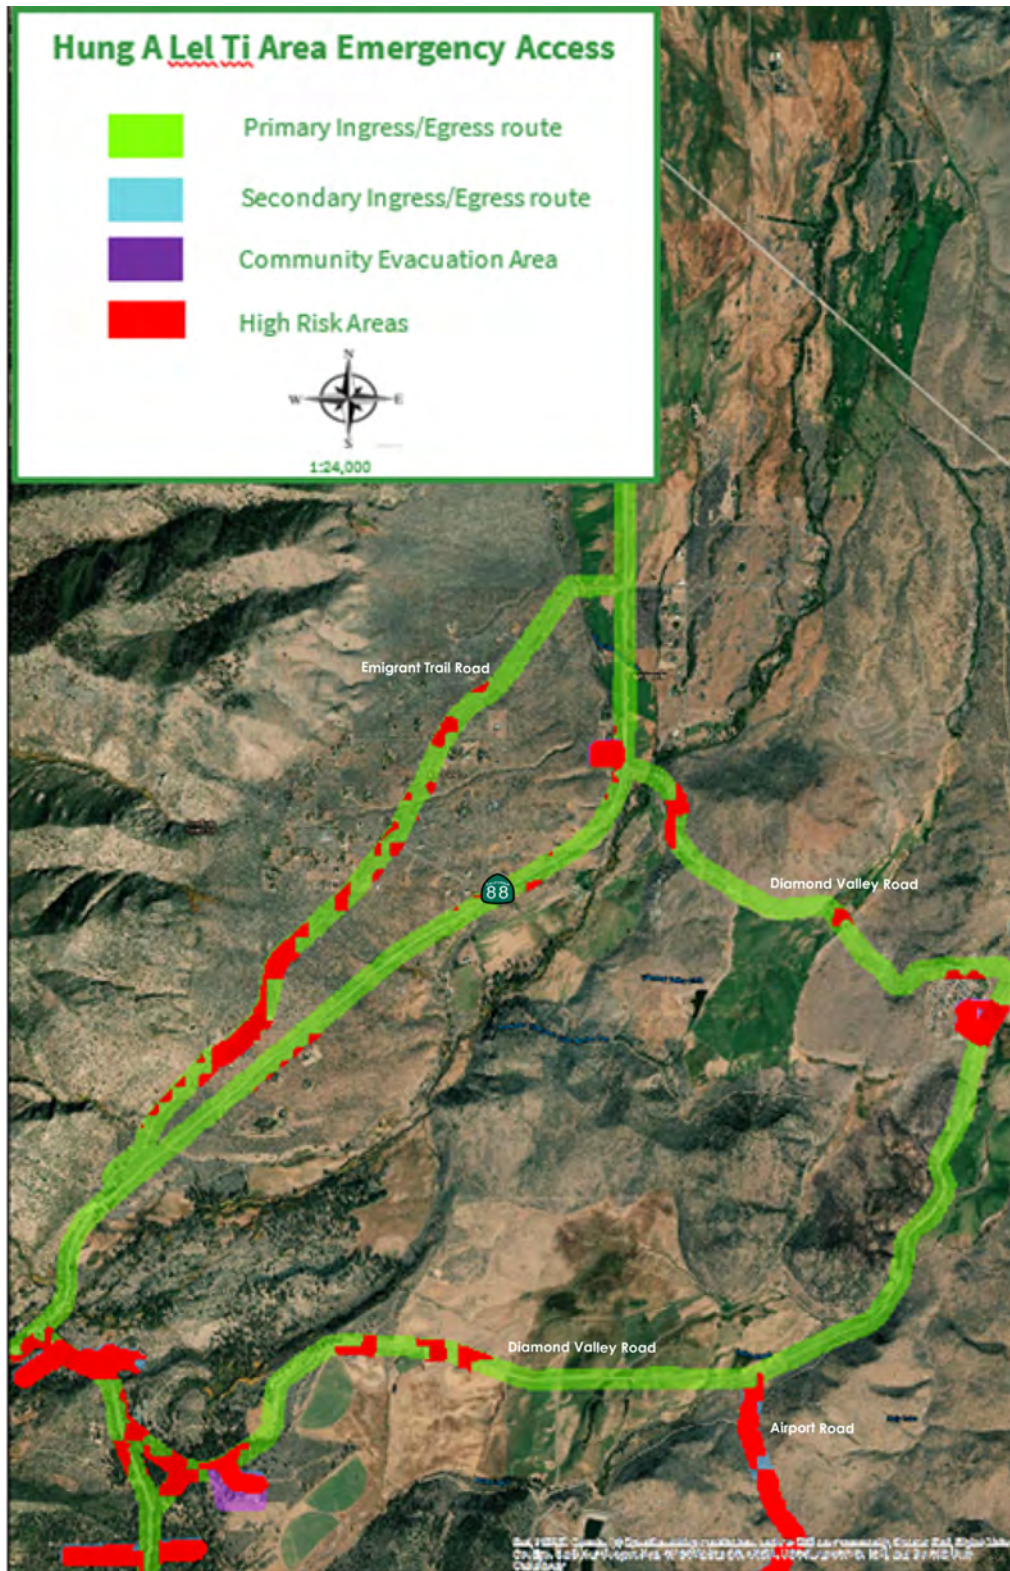 Hung A Lel Ti Area Emergency Access
Primary Ingress/Egress route
Secondary Ingress/Egress route
Community Evacuation Area
High Risk Areas
N
W E
S
1:24,000
Emigrant Trail Road
88
Diamond Valley Road
Diamond Valley Road
Airport Road